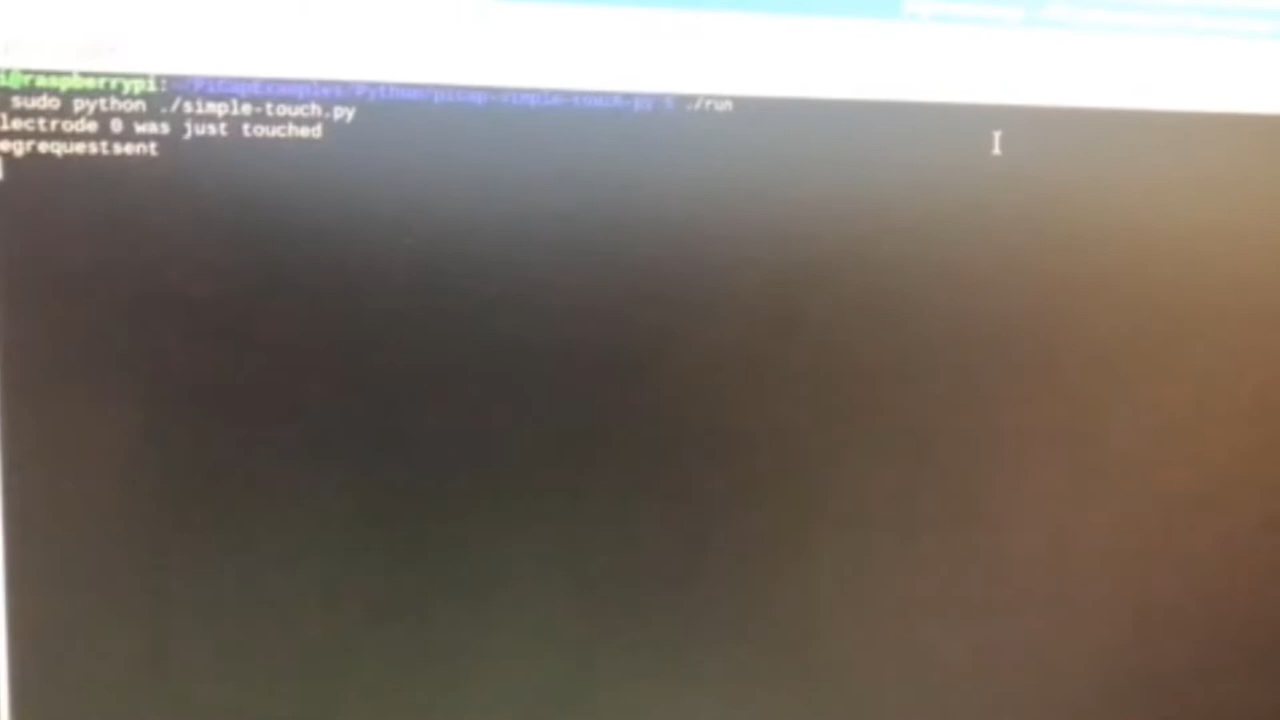 i@raspberrypi: ~/PiCapExamples/Python/picap-simple-touch-py $ ./run
sudo python ./simple-touch.py
lectrode 0 was just touched
egrequestsent